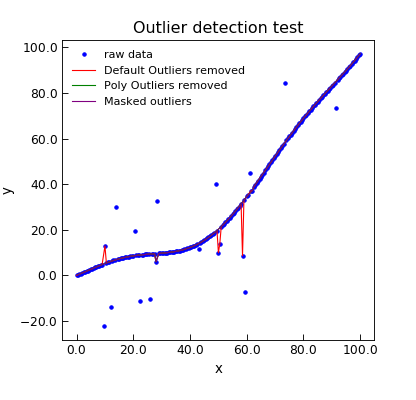 Outlier detection test
raw data
Default Outliers removed
Poly Outliers removed
Masked outliers
100.0
80.0
60.0
40.0
20.0
0.0
−20.0
y
0.0 20.0 40.0 60.0 80.0 100.0
x